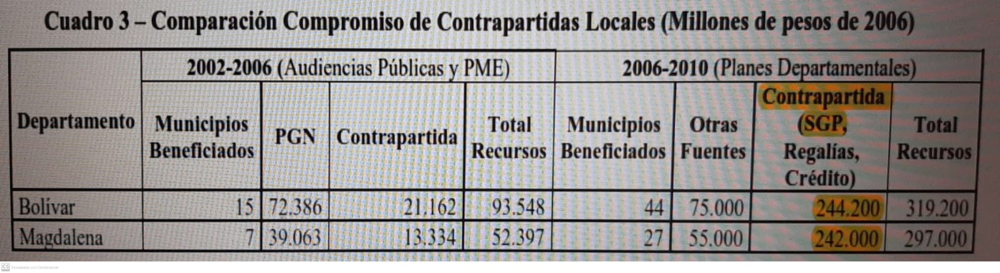 Cuadro 3 – Comparación Compromiso de Contrapartidas Locales (Millones de pesos de 2006)
Departamento 2002-2006 (Audiencias Públicas y PME) 2006-2010 (Planes Departamentales)
Municipios Beneficiados PGN Contrapartida Total Recursos Municipios Beneficiados Otras Fuentes Contrapartida (SGP, Regalías, Crédito) Total Recursos
Bolívar 15 72.386 21.162 93.548 44 75.000 244.200 319.200
Magdalena 7 39.063 13.334 52.397 27 55.000 242.000 297.000
CS Escaneado con CamScanner